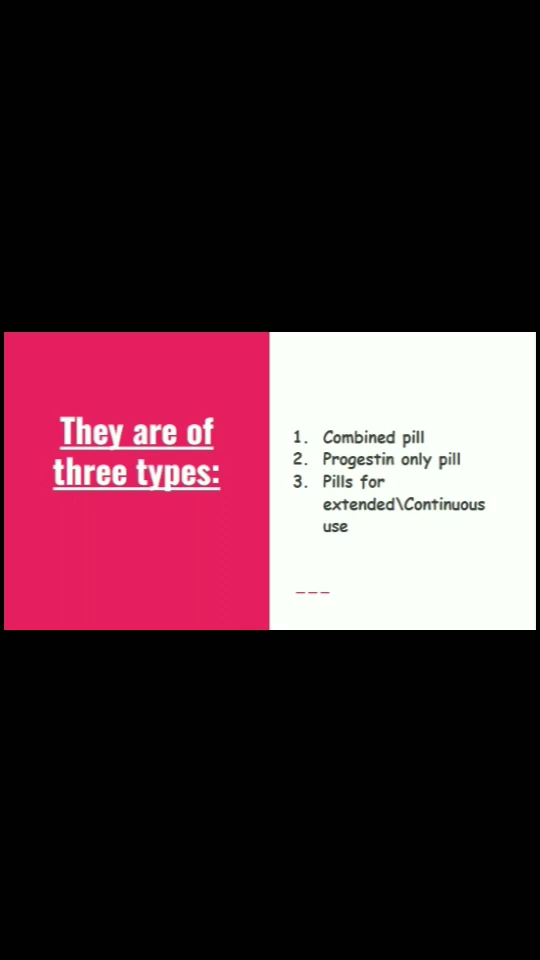 They are of
three types:
1. Combined pill
2. Progestin only pill
3. Pills for
extended\Continuous
use